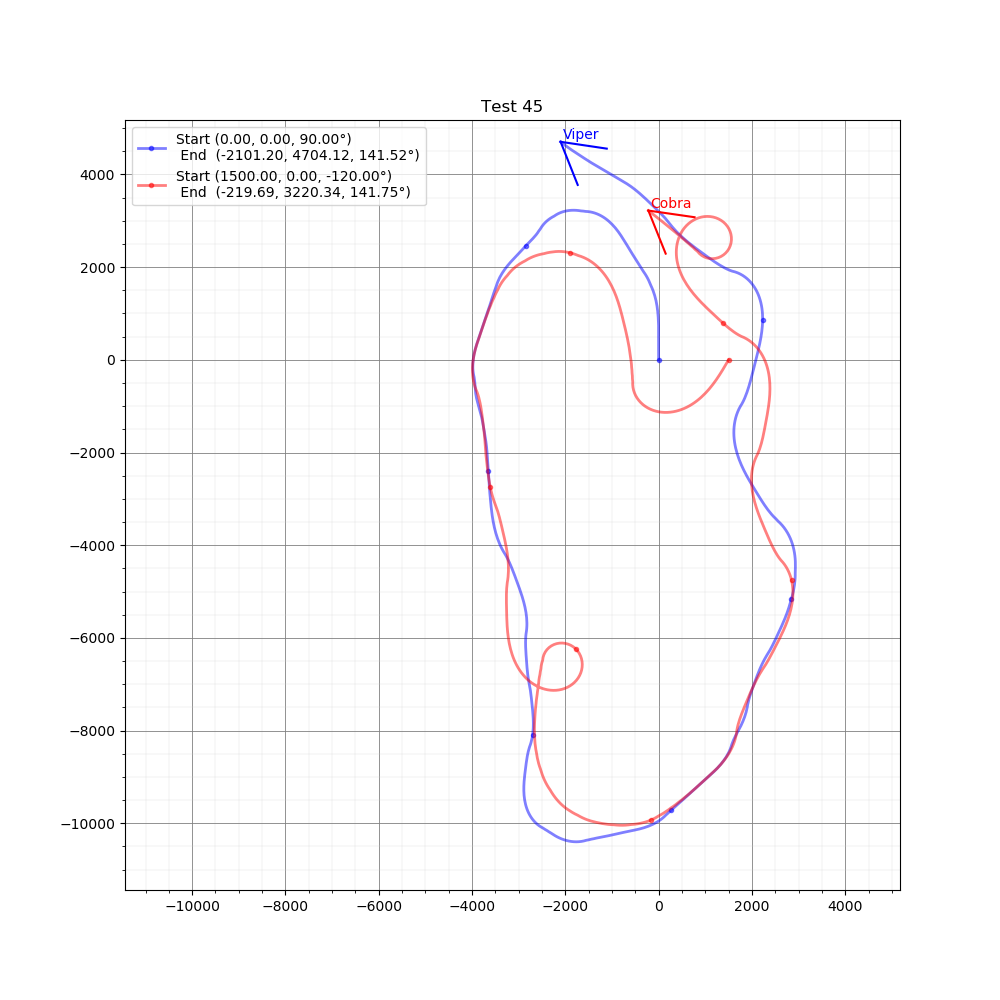 Test 45
Start (0.00, 0.00, 90.00°)
End  (-2101.20, 4704.12, 141.52°)
Start (1500.00, 0.00, -120.00°)
End  (-219.69, 3220.34, 141.75°)
Viper
Cobra
4000
2000
0
−2000
−4000
−6000
−8000
−10000
−10000 −8000 −6000 −4000 −2000 0 2000 4000